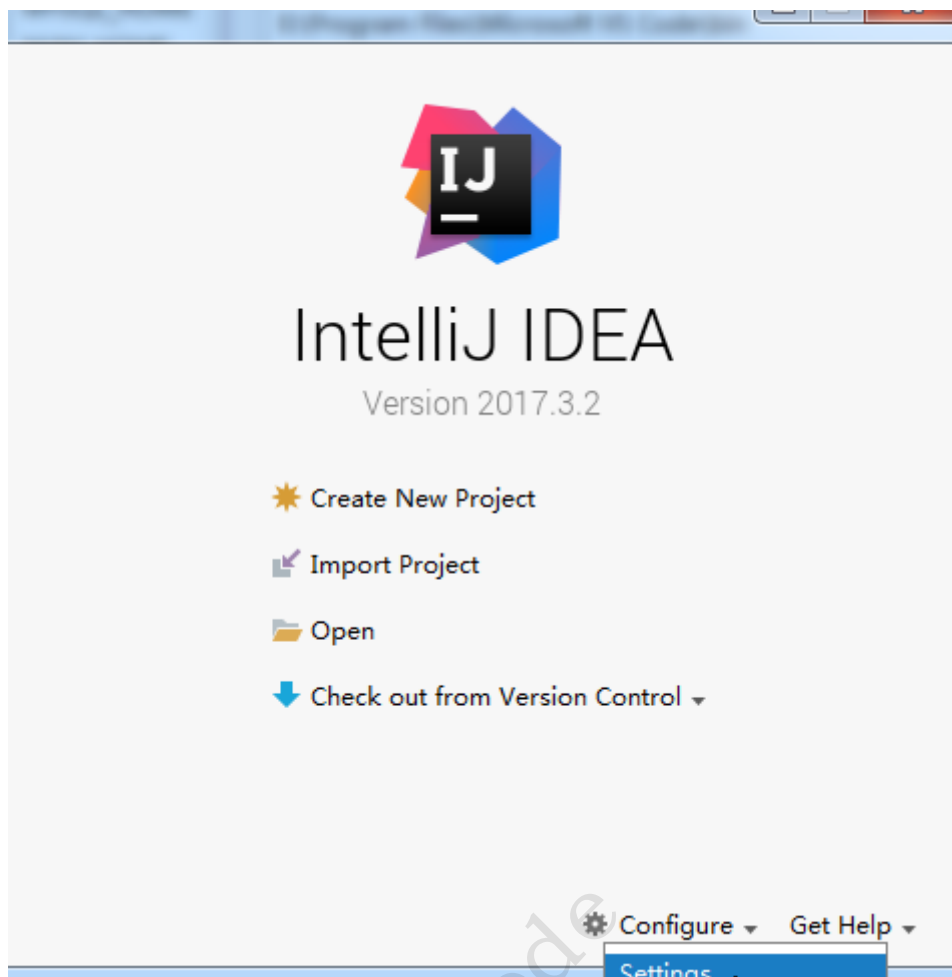 IJ
IntelliJ IDEA
Version 2017.3.2
Create New Project
Import Project
Open
Check out from Version Control
Configure Get Help
Settings